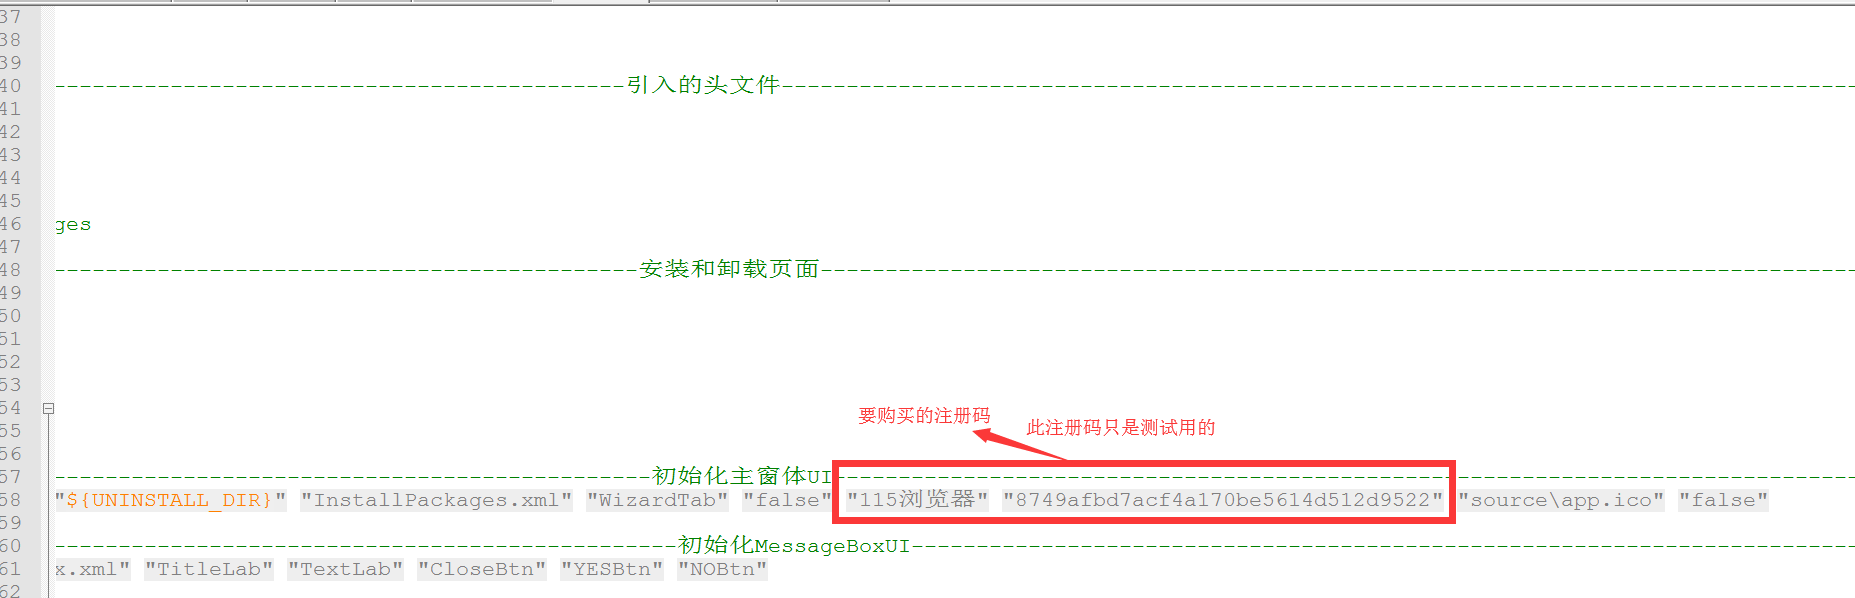 37
38
39
40 ---------------------------------------------引入的头文件-------------------------------------------------------------------------------------
41
42
43
44
45
46 ges
47
48 ----------------------------------------------安装和卸载页面----------------------------------------------------------------------------------
49
50
51
52
53
54
要购买的注册码
此注册码只是测试用的
55
56
57 -----------------------------------------------初始化主窗体UI---------------------------------------------------------------------------------
58 "${UNINSTALL_DIR}" "InstallPackages.xml" "WizardTab" "false" "115浏览器" "8749afbd7acf4a170be5614d512d9522" "source\app.ico" "false"
59
60 -------------------------------------------------初始化MessageBoxUI---------------------------------------------------------------------------
61 x.xml" "TitleLab" "TextLab" "CloseBtn" "YESBtn" "NOBtn"
62